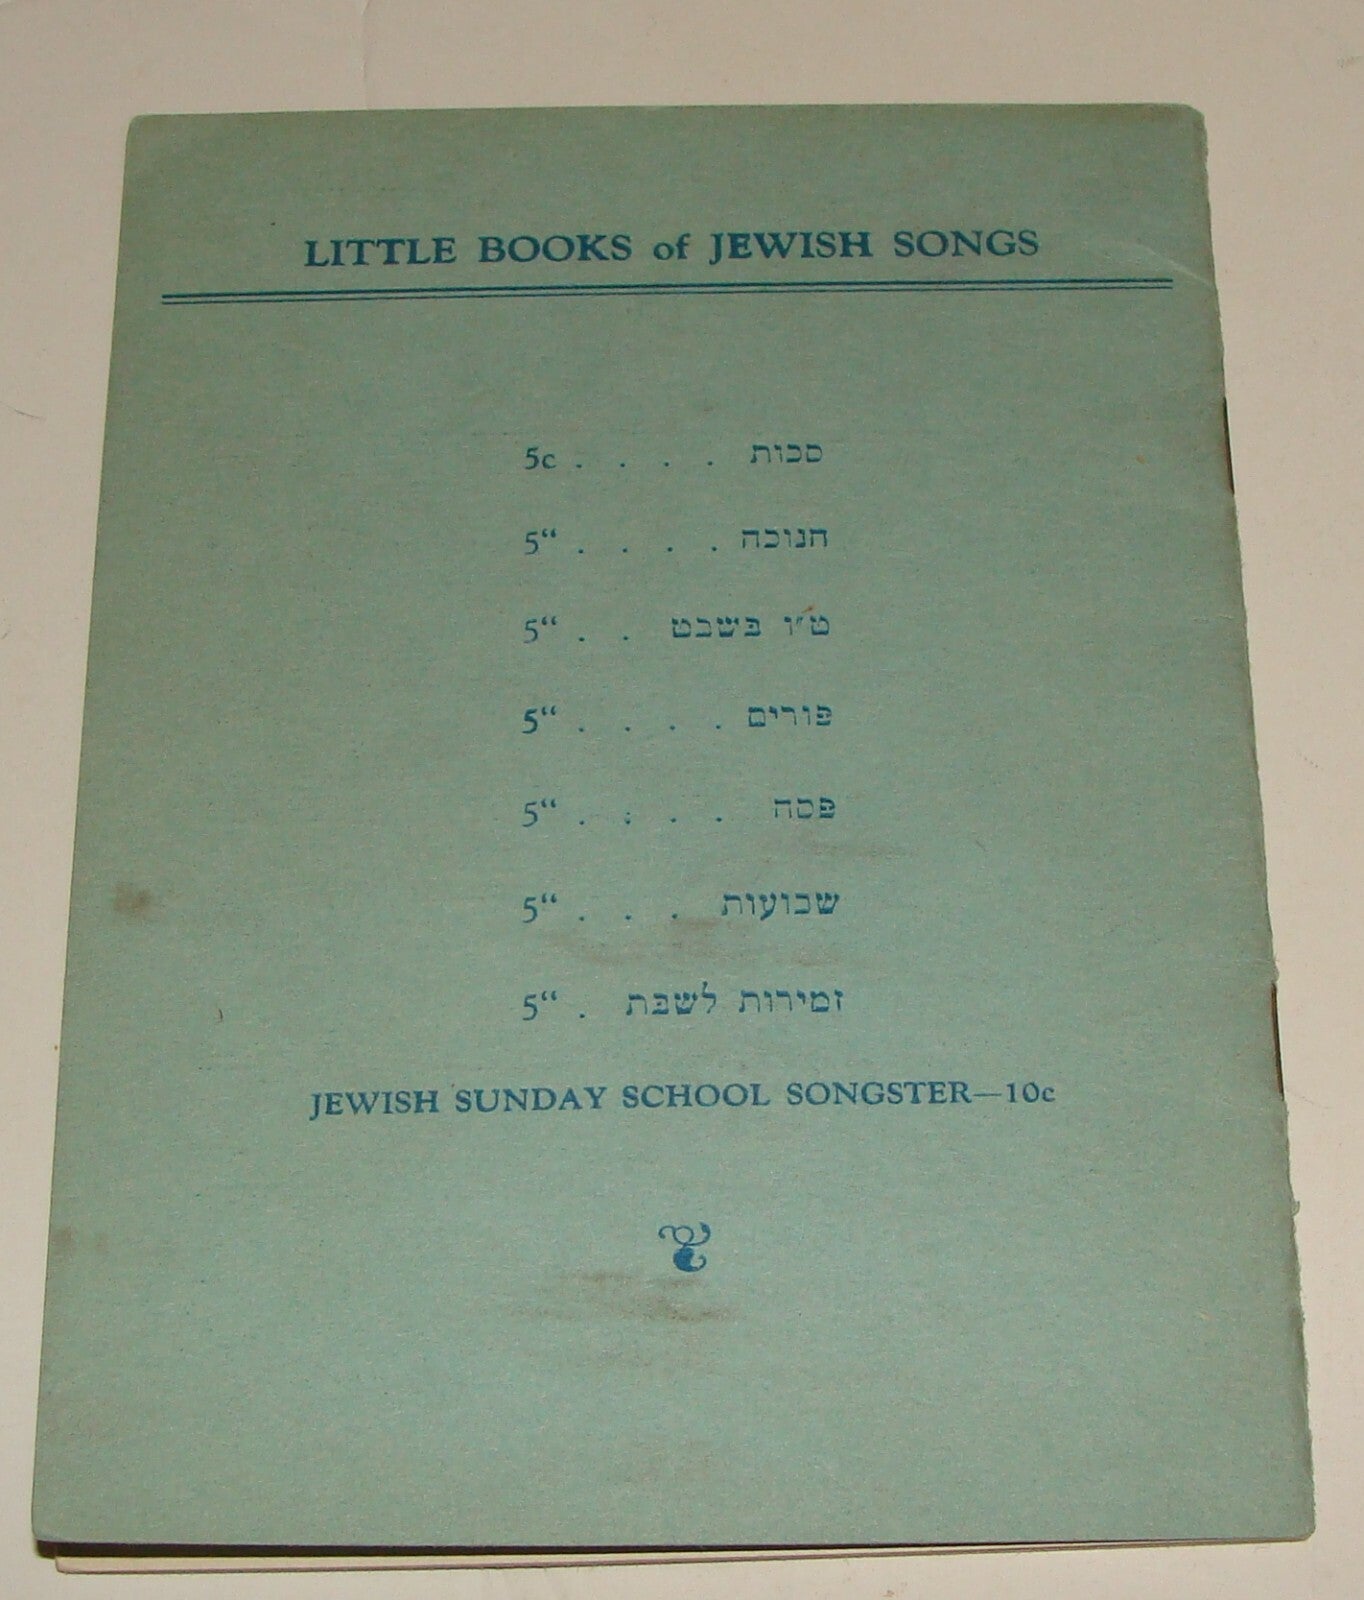 LITTLE BOOKS of JEWISH SONGS
סכות . . . . 5c
חנוכה . . . . 5"
ט"ו בשבט . . 5"
פורים . . . . 5"
פסח . . . . 5"
שבועות . . . 5"
זמירות לשבת . 5"
JEWISH SUNDAY SCHOOL SONGSTER—10c